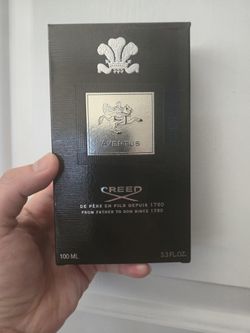 AVENTUS
CREED
DE PÈRE EN FILS DEPUIS 1760
FROM FATHER TO SON SINCE 1760
100 ML 3.3 FL.OZ.